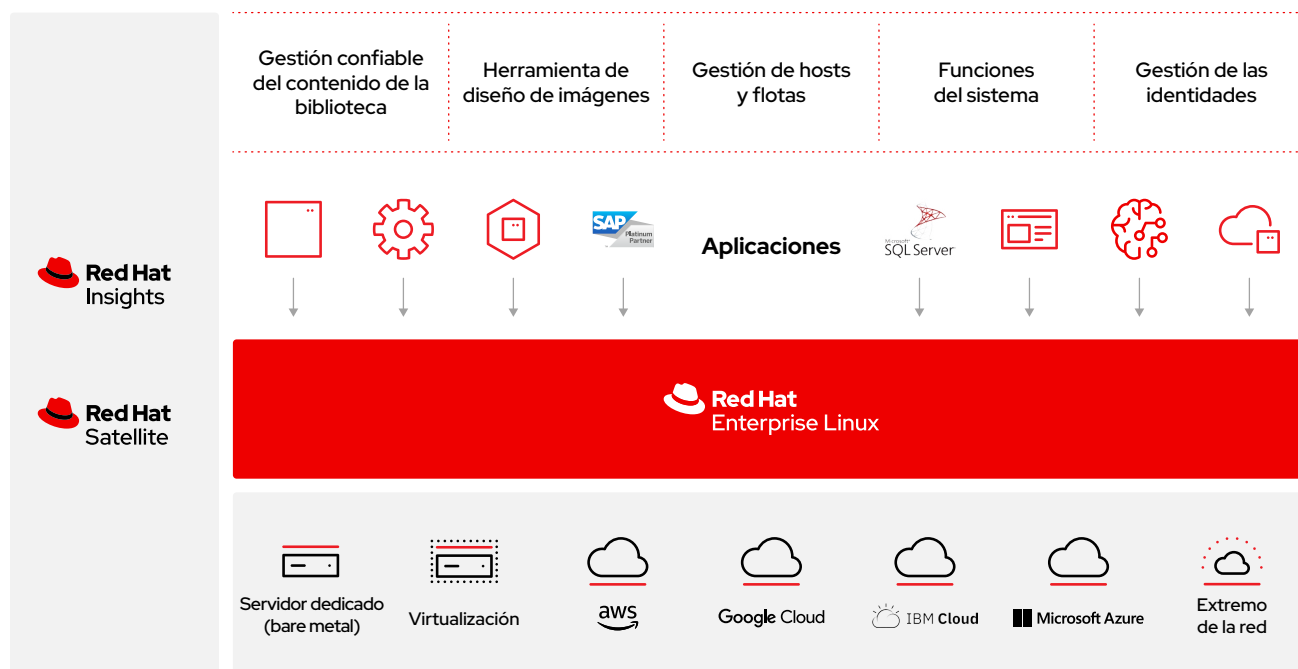 Gestión confiable
del contenido de la
biblioteca
Herramienta de
diseño de imágenes
Gestión de hosts
y flotas
Funciones
del sistema
Gestión de las
identidades
SAP
Platinum
Partner
Aplicaciones
Microsoft
SQL Server
Red Hat
Insights
Red Hat
Satellite
Red Hat
Enterprise Linux
Servidor dedicado
(bare metal)
Virtualización
aws
Google Cloud
IBM Cloud
Microsoft Azure
Extremo
de la red